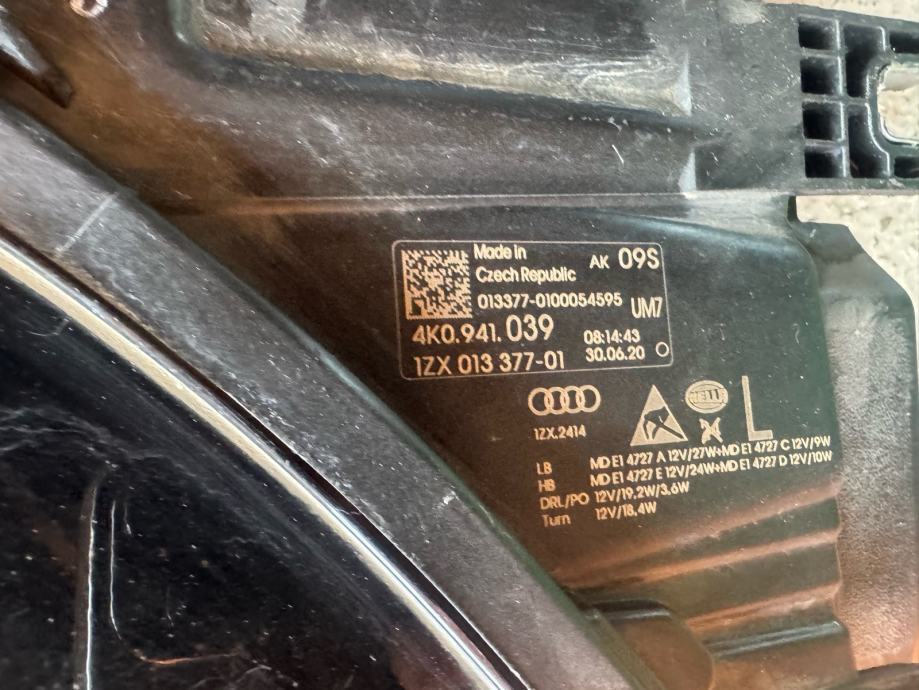 Made in
Czech Republic
AK 09S
013377-0100054595
UM7
4K0.941.039
08:14:43
1ZX 013 377-01
30.06.20
1ZX.2414
HELLA
L
LB MD E1 4727 A 12V/27W+MD E1 4727 C 12V/9W
HB MD E1 4727 E 12V/24W+MD E1 4727 D 12V/10W
DRL/PO 12V/19,2W/3,6W
Turn 12V/18,4W